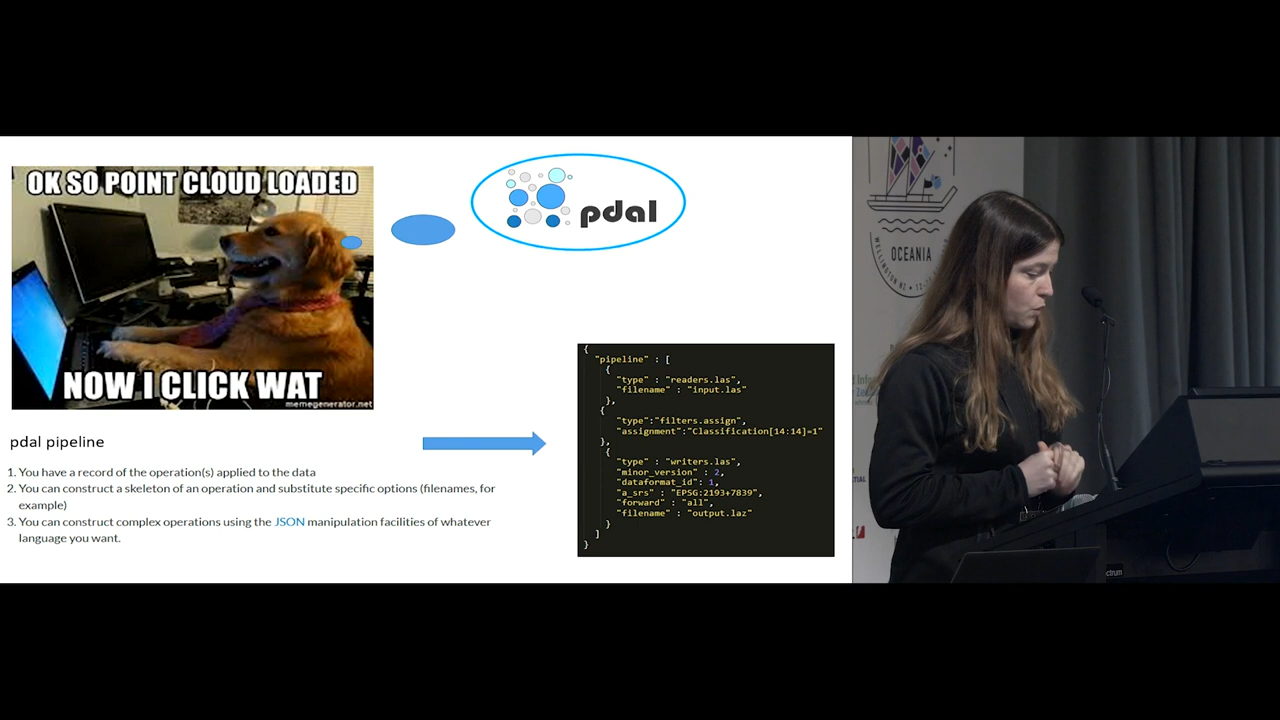 OK SO POINT CLOUD LOADED
NOW I CLICK WAT
memegenerator.net
pdal
pdal pipeline
1. You have a record of the operation(s) applied to the data
2. You can construct a skeleton of an operation and substitute specific options (filenames, for
example)
3. You can construct complex operations using the JSON manipulation facilities of whatever
language you want.
{
"pipeline" : [
{
"type" : "readers.las",
"filename" : "input.las"
},
{
"type":"filters.assign",
"assignment":"Classification[14:14]=1"
},
{
"type" : "writers.las",
"minor_version" : 2,
"dataformat_id": 1,
"a_srs" : "EPSG:2193+7839",
"forward" : "all",
"filename" : "output.laz"
}
]
}
OCEANIA
ctrum